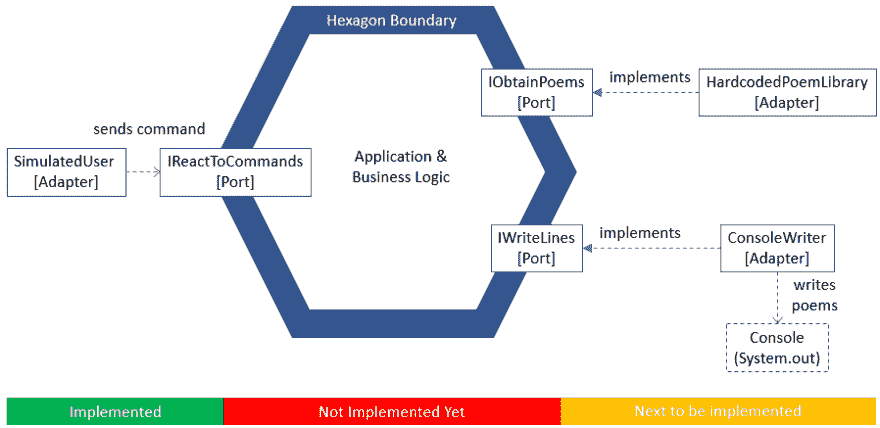 Hexagon Boundary
IObtainPoems
[Port]
implements
HardcodedPoemLibrary
[Adapter]
sends command
SimulatedUser
[Adapter]
IReactToCommands
[Port]
Application &
Business Logic
IWriteLines
[Port]
implements
ConsoleWriter
[Adapter]
writes
poems
Console
(System.out)
Implemented
Not Implemented Yet
Next to be implemented